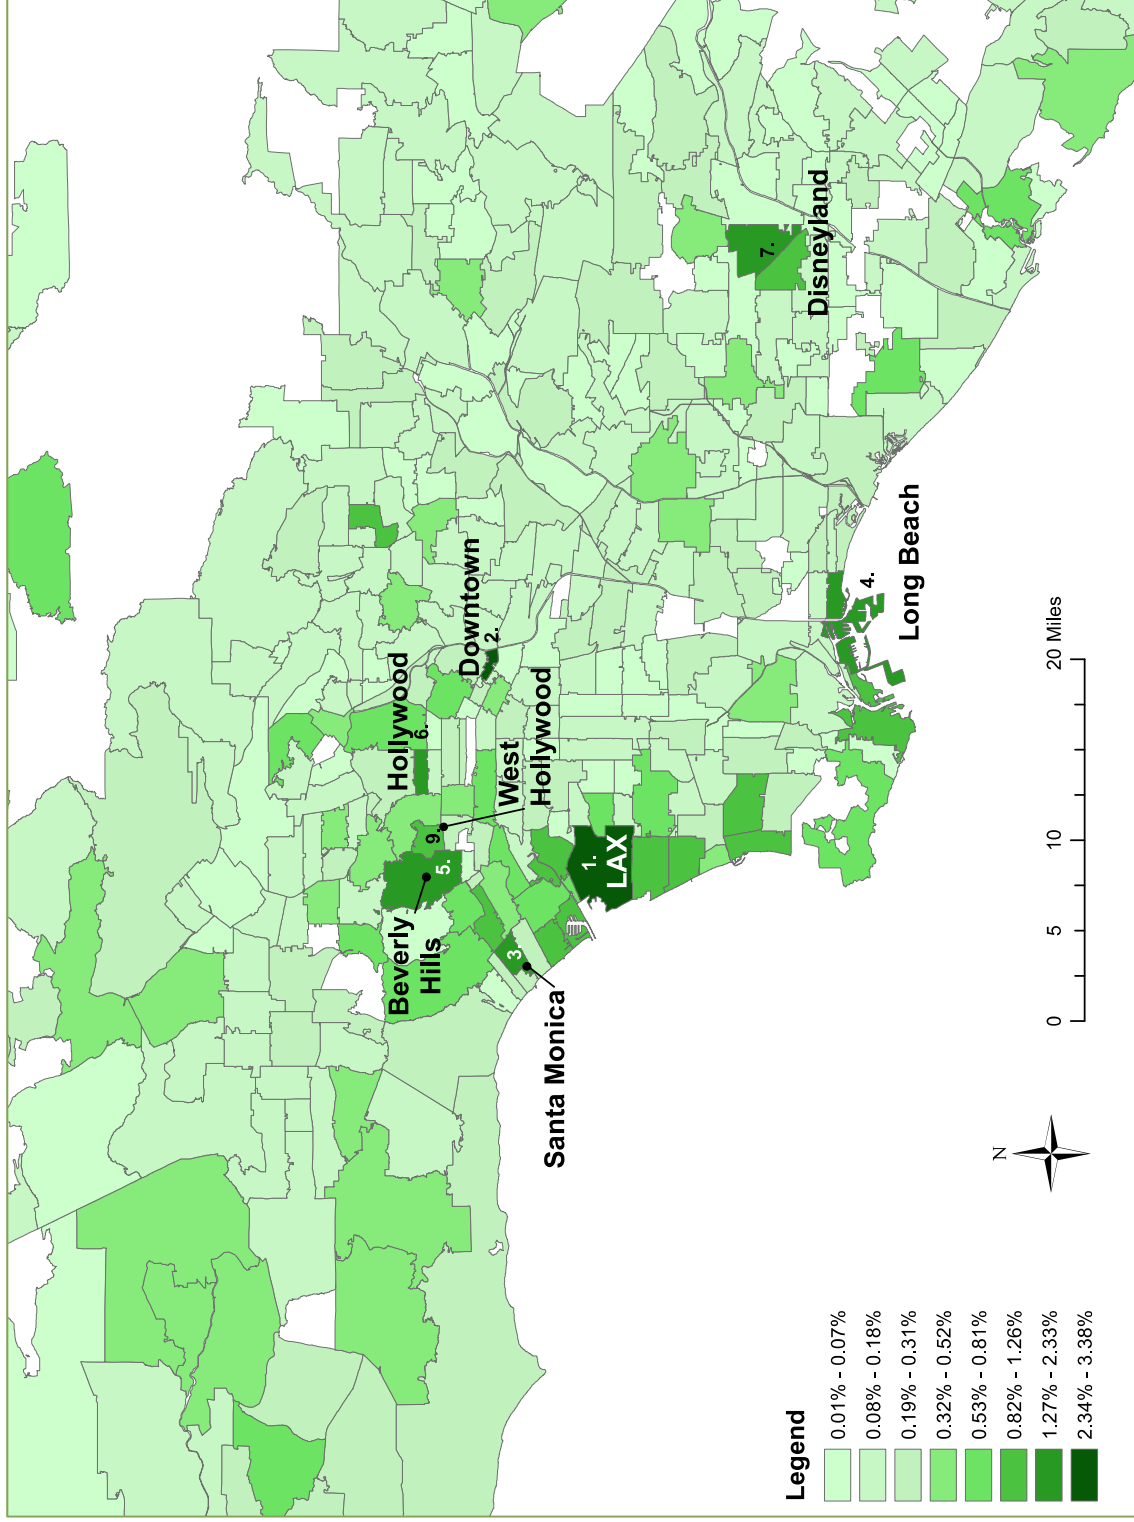 Hollywood
6.
Downtown
2.
West
Hollywood
9.
5.
Beverly
Hills
3.
Santa Monica
1.
LAX
7.
Disneyland
4.
Long Beach
N
0
5
10
20 Miles
Legend
0.01% - 0.07%
0.08% - 0.18%
0.19% - 0.31%
0.32% - 0.52%
0.53% - 0.81%
0.82% - 1.26%
1.27% - 2.33%
2.34% - 3.38%